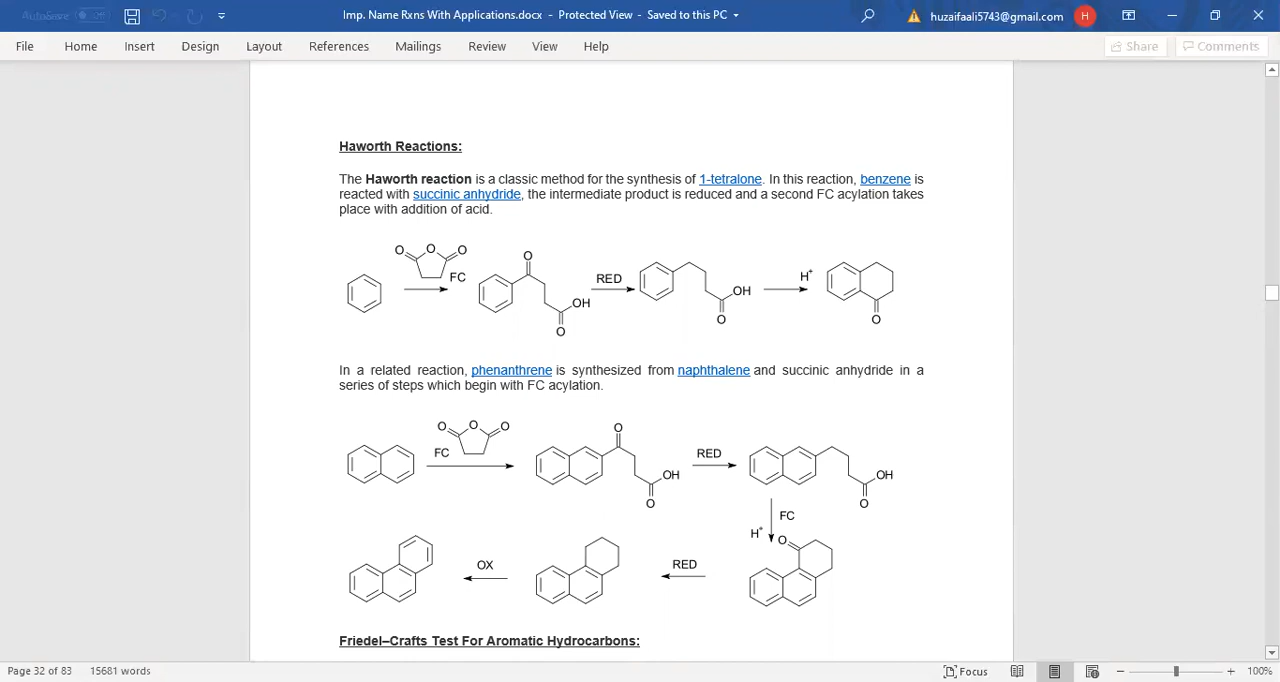 AutoSave Off
Imp. Name Rxns With Applications.docx - Protected View - Saved to this PC
huzaifaali5743@gmail.com H
File Home Insert Design Layout References Mailings Review View Help
Share Comments
Haworth Reactions:
The Haworth reaction is a classic method for the synthesis of 1-tetralone. In this reaction, benzene is
reacted with succinic anhydride, the intermediate product is reduced and a second FC acylation takes
place with addition of acid.
O O O
FC
O
OH
O
RED
OH
O
H+
O
In a related reaction, phenanthrene is synthesized from naphthalene and succinic anhydride in a
series of steps which begin with FC acylation.
O O O
FC
O
OH
O
RED
OH
O
FC
H+
O
RED
OX
Friedel–Crafts Test For Aromatic Hydrocarbons:
Page 32 of 83 15681 words
Focus
100%